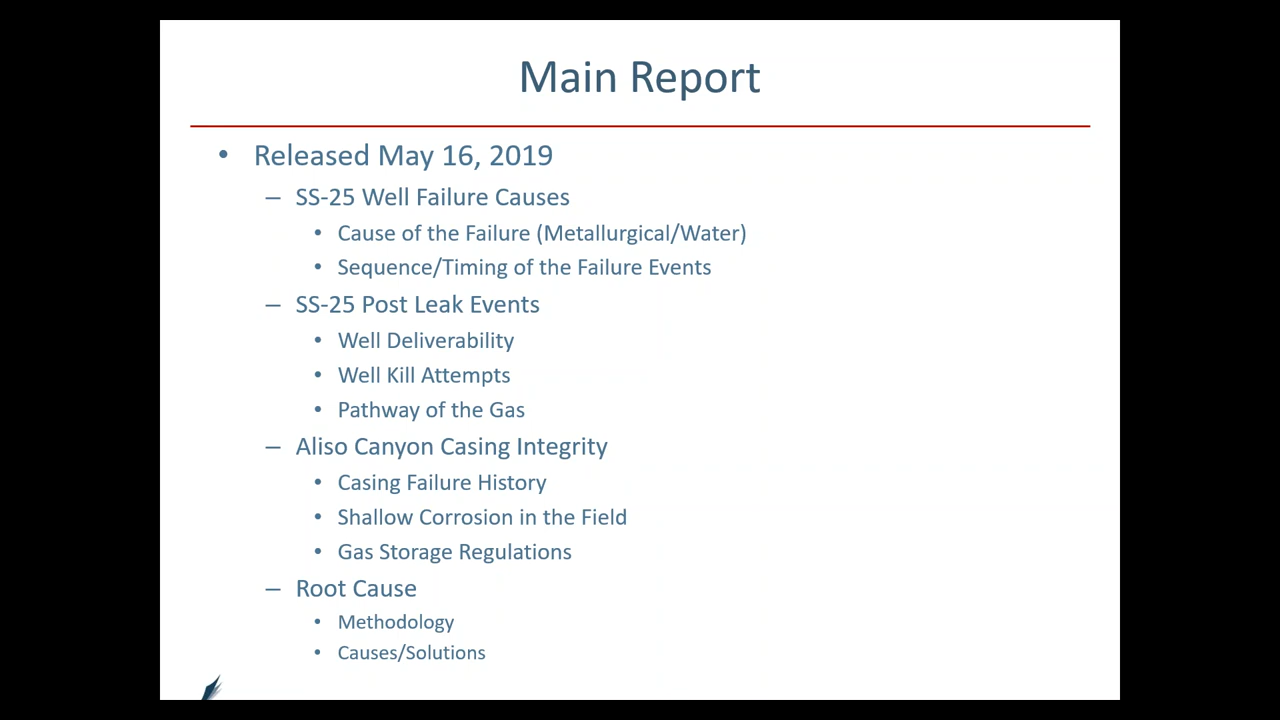 Main Report
• Released May 16, 2019
– SS-25 Well Failure Causes
• Cause of the Failure (Metallurgical/Water)
• Sequence/Timing of the Failure Events
– SS-25 Post Leak Events
• Well Deliverability
• Well Kill Attempts
• Pathway of the Gas
– Aliso Canyon Casing Integrity
• Casing Failure History
• Shallow Corrosion in the Field
• Gas Storage Regulations
– Root Cause
• Methodology
• Causes/Solutions